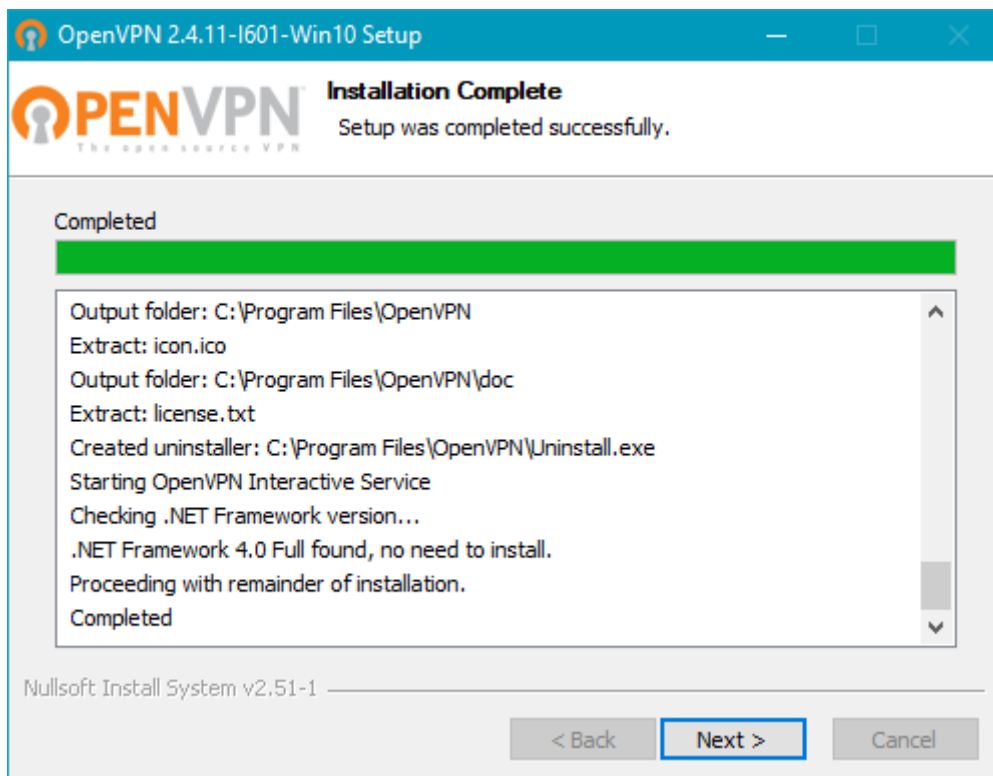 OpenVPN 2.4.11-I601-Win10 Setup
OPENVPN
The open source VPN
Installation Complete
Setup was completed successfully.
Completed
Output folder: C:\Program Files\OpenVPN
Extract: icon.ico
Output folder: C:\Program Files\OpenVPN\doc
Extract: license.txt
Created uninstaller: C:\Program Files\OpenVPN\Uninstall.exe
Starting OpenVPN Interactive Service
Checking .NET Framework version...
.NET Framework 4.0 Full found, no need to install.
Proceeding with remainder of installation.
Completed
Nullsoft Install System v2.51-1
< Back Next > Cancel